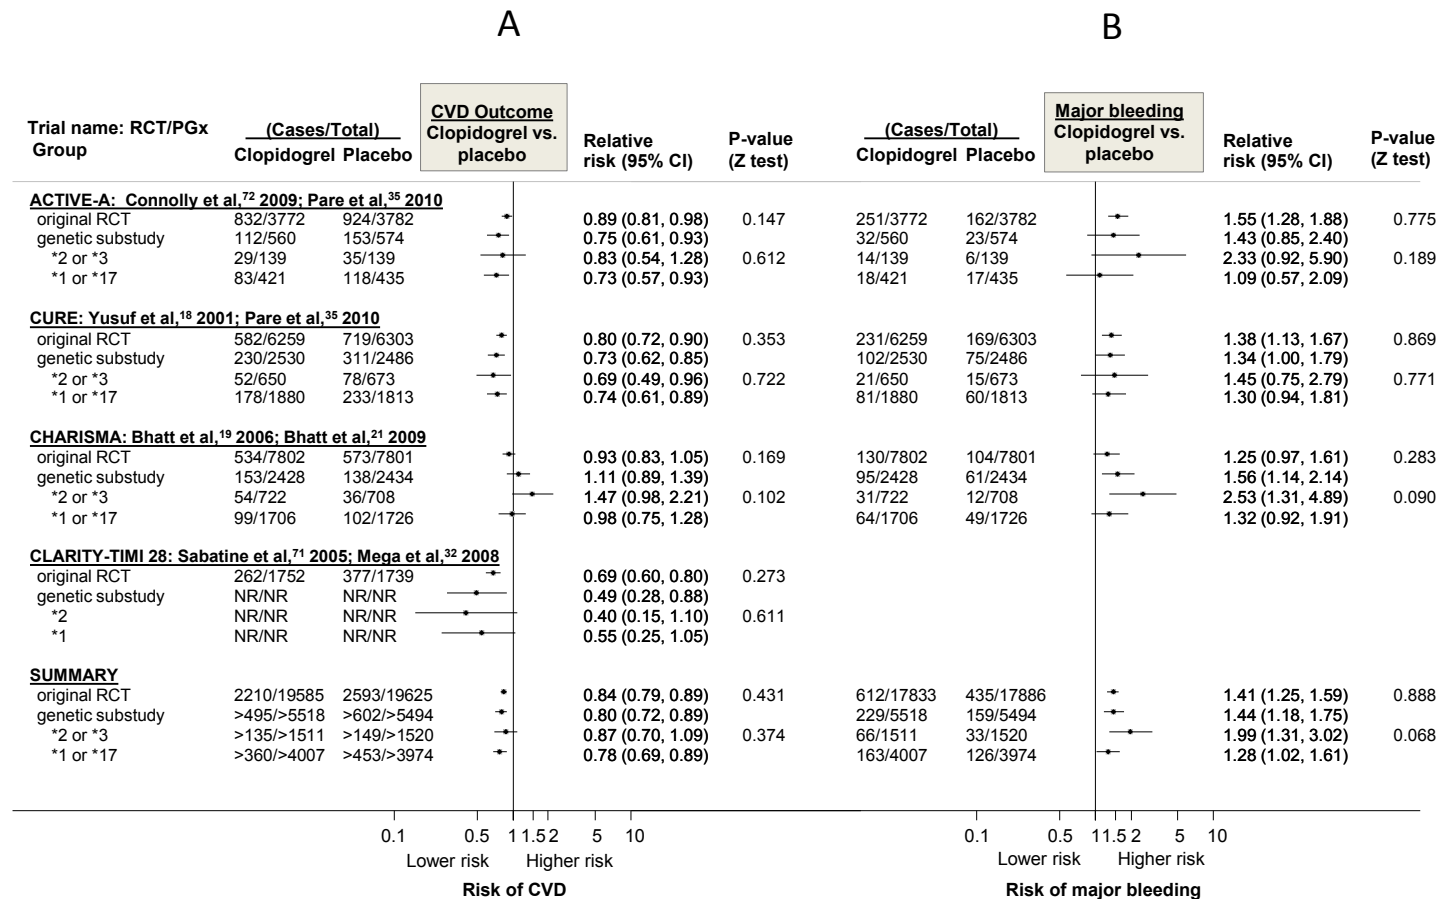 A B
CVD Outcome Clopidogrel vs. placebo
Major bleeding Clopidogrel vs. placebo
Trial name: RCT/PGx Group (Cases/Total) Clopidogrel Placebo Relative risk (95% CI) P-value (Z test) (Cases/Total) Clopidogrel Placebo Relative risk (95% CI) P-value (Z test)
ACTIVE-A: Connolly et al,72 2009; Pare et al,35 2010
original RCT 832/3772 924/3782 0.89 (0.81, 0.98) 0.147 251/3772 162/3782 1.55 (1.28, 1.88) 0.775
genetic substudy 112/560 153/574 0.75 (0.61, 0.93) 32/560 23/574 1.43 (0.85, 2.40)
*2 or *3 29/139 35/139 0.83 (0.54, 1.28) 0.612 14/139 6/139 2.33 (0.92, 5.90) 0.189
*1 or *17 83/421 118/435 0.73 (0.57, 0.93) 18/421 17/435 1.09 (0.57, 2.09)
CURE: Yusuf et al,18 2001; Pare et al,35 2010
original RCT 582/6259 719/6303 0.80 (0.72, 0.90) 0.353 231/6259 169/6303 1.38 (1.13, 1.67) 0.869
genetic substudy 230/2530 311/2486 0.73 (0.62, 0.85) 102/2530 75/2486 1.34 (1.00, 1.79)
*2 or *3 52/650 78/673 0.69 (0.49, 0.96) 0.722 21/650 15/673 1.45 (0.75, 2.79) 0.771
*1 or *17 178/1880 233/1813 0.74 (0.61, 0.89) 81/1880 60/1813 1.30 (0.94, 1.81)
CHARISMA: Bhatt et al,19 2006; Bhatt et al,21 2009
original RCT 534/7802 573/7801 0.93 (0.83, 1.05) 0.169 130/7802 104/7801 1.25 (0.97, 1.61) 0.283
genetic substudy 153/2428 138/2434 1.11 (0.89, 1.39) 95/2428 61/2434 1.56 (1.14, 2.14)
*2 or *3 54/722 36/708 1.47 (0.98, 2.21) 0.102 31/722 12/708 2.53 (1.31, 4.89) 0.090
*1 or *17 99/1706 102/1726 0.98 (0.75, 1.28) 64/1706 49/1726 1.32 (0.92, 1.91)
CLARITY-TIMI 28: Sabatine et al,71 2005; Mega et al,32 2008
original RCT 262/1752 377/1739 0.69 (0.60, 0.80) 0.273
genetic substudy NR/NR NR/NR 0.49 (0.28, 0.88)
*2 NR/NR NR/NR 0.40 (0.15, 1.10) 0.611
*1 NR/NR NR/NR 0.55 (0.25, 1.05)
SUMMARY
original RCT 2210/19585 2593/19625 0.84 (0.79, 0.89) 0.431 612/17833 435/17886 1.41 (1.25, 1.59) 0.888
genetic substudy >495/>5518 >602/>5494 0.80 (0.72, 0.89) 229/5518 159/5494 1.44 (1.18, 1.75)
*2 or *3 >135/>1511 >149/>1520 0.87 (0.70, 1.09) 0.374 66/1511 33/1520 1.99 (1.31, 3.02) 0.068
*1 or *17 >360/>4007 >453/>3974 0.78 (0.69, 0.89) 163/4007 126/3974 1.28 (1.02, 1.61)
0.1 0.5 1 1.5 2 5 10 0.1 0.5 1 1.5 2 5 10
Lower risk Higher risk Lower risk Higher risk
Risk of CVD Risk of major bleeding